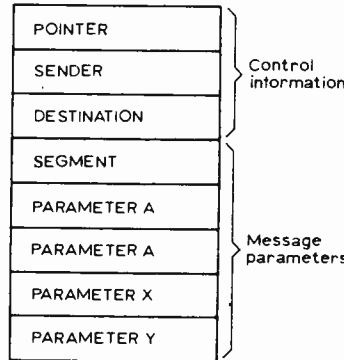 POINTER
SENDER
DESTINATION
Control
information
SEGMENT
PARAMETER A
PARAMETER A
PARAMETER X
PARAMETER Y
Message
parameters